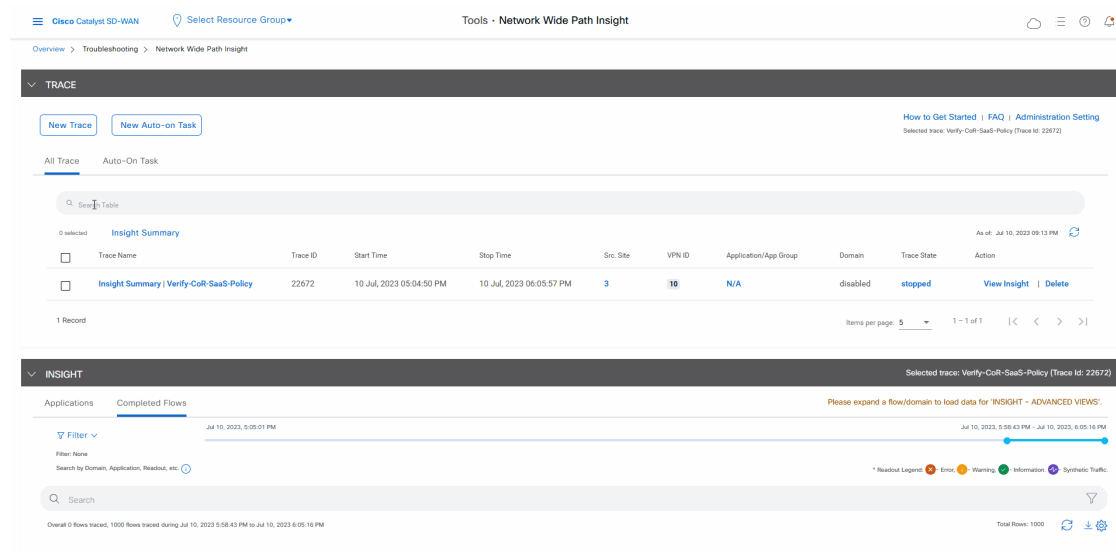 Cisco Catalyst SD-WAN
Select Resource Group▾
Tools · Network Wide Path Insight
Overview > Troubleshooting > Network Wide Path Insight
TRACE
New Trace
New Auto-on Task
How to Get Started | FAQ | Administration Setting
Selected trace: Verify-CoR-SaaS-Policy (Trace Id: 22672)
All Trace
Auto-On Task
Search Table
0 selected
Insight Summary
As of: Jul 10, 2023 09:13 PM
Trace Name Trace ID Start Time Stop Time Src. Site VPN ID Application/App Group Domain Trace State Action
Insight Summary | Verify-CoR-SaaS-Policy 22672 10 Jul, 2023 05:04:50 PM 10 Jul, 2023 06:05:57 PM 3 10 N/A disabled stopped View Insight | Delete
1 Record
Items per page: 5
1 – 1 of 1
INSIGHT
Selected trace: Verify-CoR-SaaS-Policy (Trace Id: 22672)
Applications
Completed Flows
Please expand a flow/domain to load data for 'INSIGHT - ADVANCED VIEWS'.
Filter
Jul 10, 2023, 5:05:01 PM
Jul 10, 2023, 5:58:43 PM - Jul 10, 2023, 6:05:16 PM
Filter: None
Search by Domain, Application, Readout, etc.
* Readout Legend: - Error, - Warning, - Information, - Synthetic Traffic.
Search
Overall 0 flows traced, 1000 flows traced during Jul 10, 2023 5:58:43 PM to Jul 10, 2023 6:05:16 PM
Total Rows: 1000